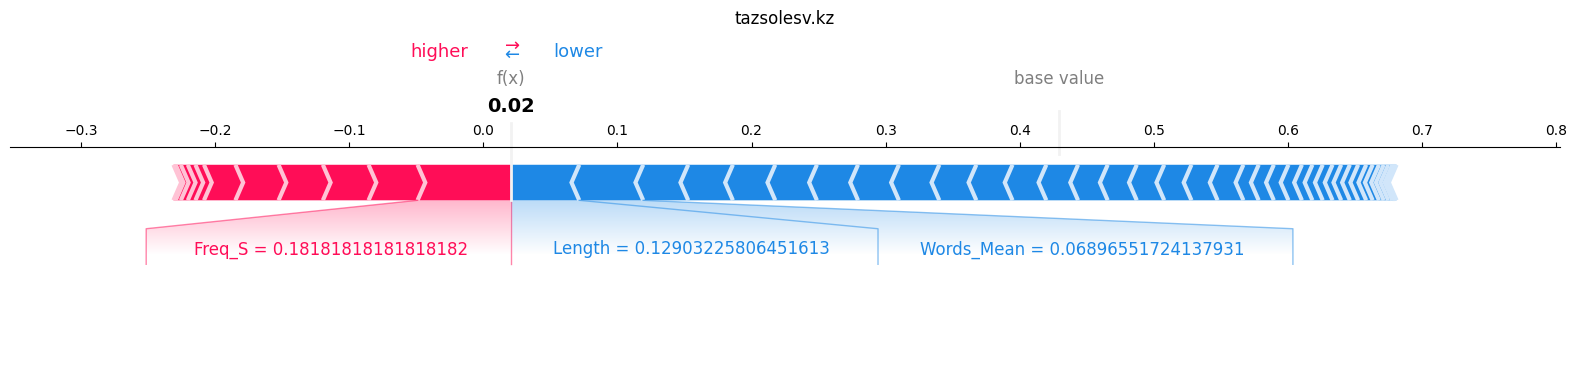 tazsolesv.kz
higher ⇄ lower
f(x) base value
0.02
−0.3 −0.2 −0.1 0.0 0.1 0.2 0.3 0.4 0.5 0.6 0.7 0.8
Freq_S = 0.18181818181818182 Length = 0.12903225806451613 Words_Mean = 0.06896551724137931